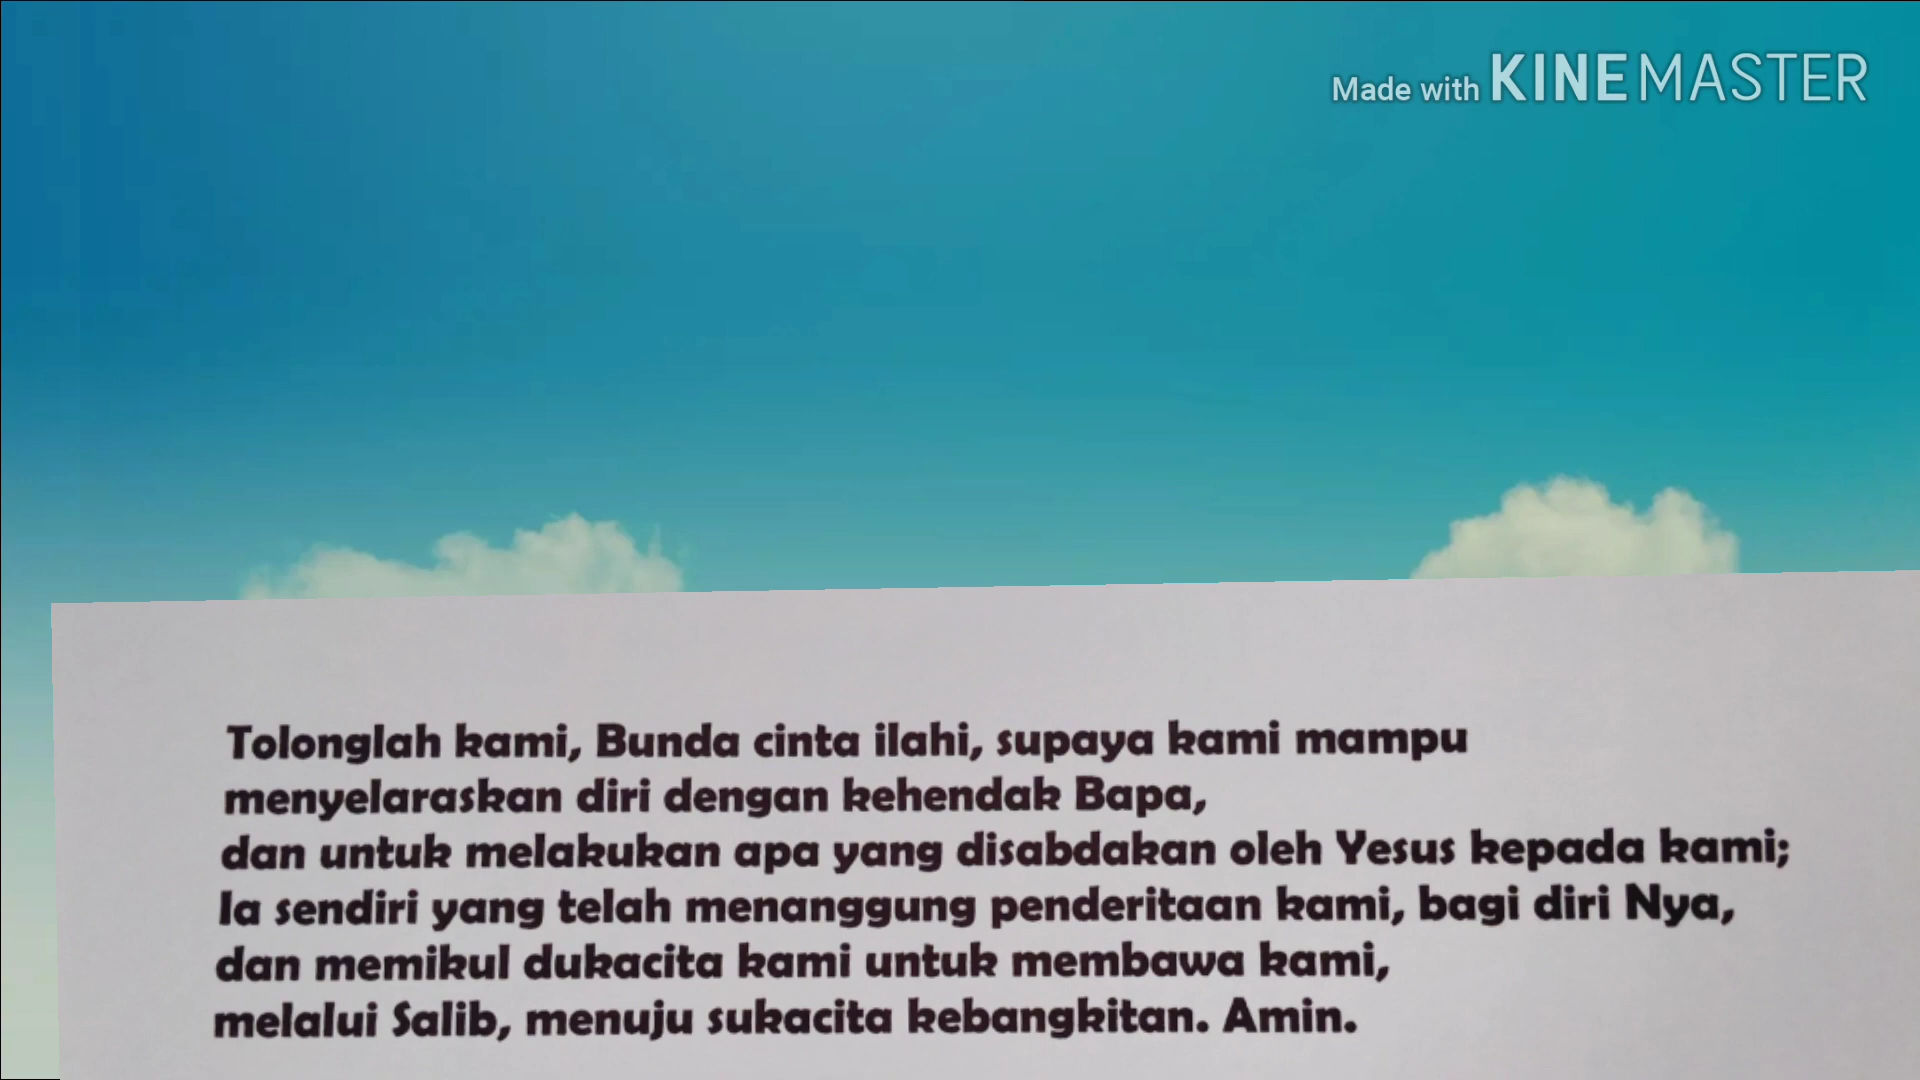 Made with KINEMASTER
Tolonglah kami, Bunda cinta ilahi, supaya kami mampu
menyelaraskan diri dengan kehendak Bapa,
dan untuk melakukan apa yang disabdakan oleh Yesus kepada kami;
Ia sendiri yang telah menanggung penderitaan kami, bagi diri Nya,
dan memikul dukacita kami untuk membawa kami,
melalui Salib, menuju sukacita kebangkitan. Amin.